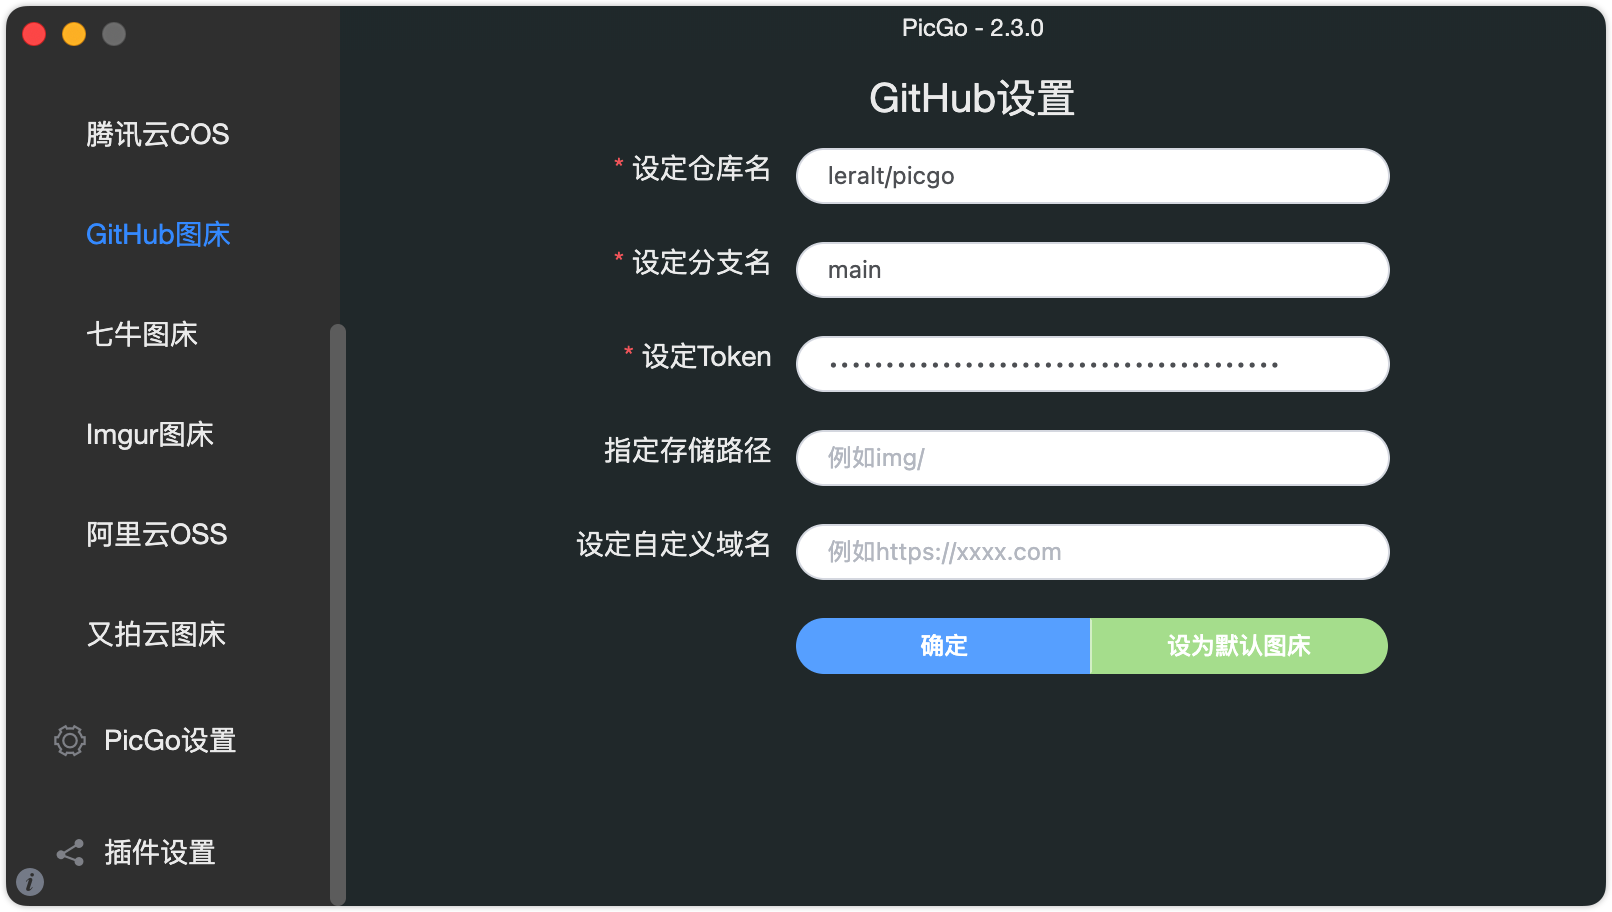 PicGo - 2.3.0
腾讯云COS
GitHub图床
七牛图床
Imgur图床
阿里云OSS
又拍云图床
PicGo设置
插件设置
i
GitHub设置
* 设定仓库名
leralt/picgo
* 设定分支名
main
* 设定Token
••••••••••••••••••••••••••••••••••••••••
指定存储路径
例如img/
设定自定义域名
例如https://xxxx.com
确定
设为默认图床